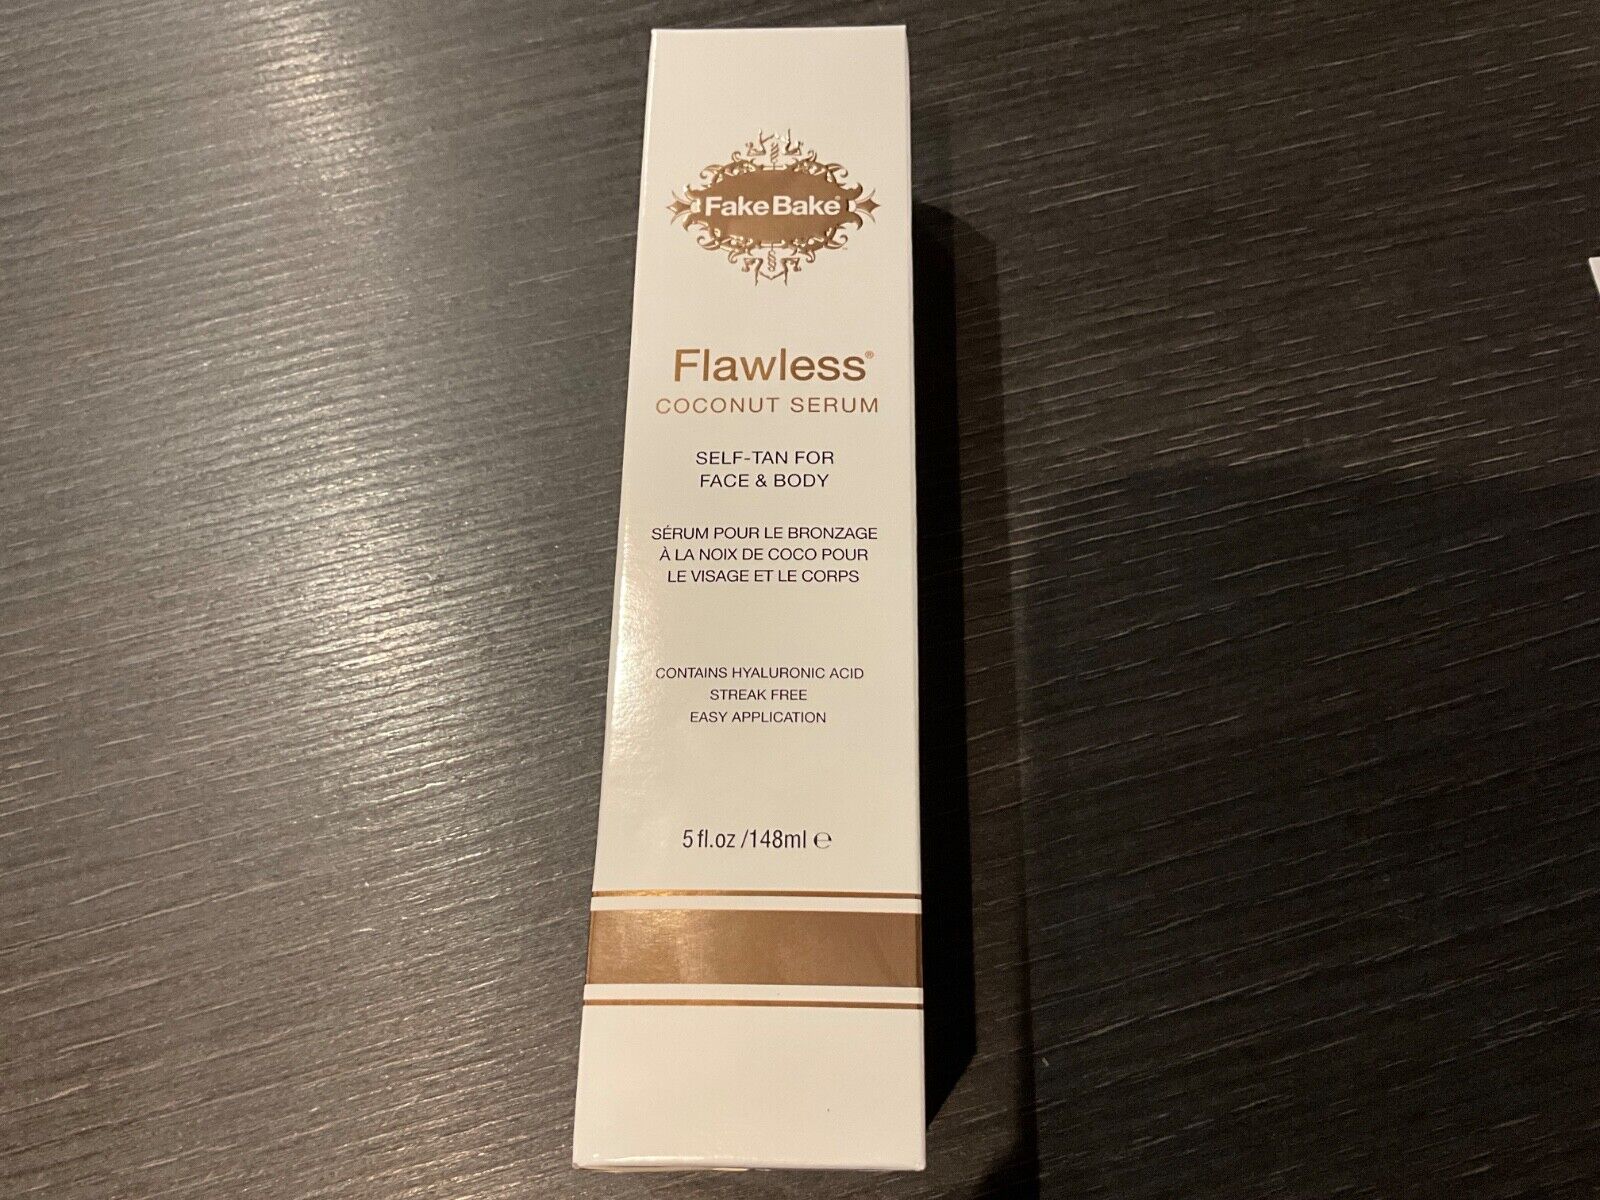 Fake Bake
Flawless®
COCONUT SERUM
SELF-TAN FOR
FACE & BODY
SÉRUM POUR LE BRONZAGE
À LA NOIX DE COCO POUR
LE VISAGE ET LE CORPS
CONTAINS HYALURONIC ACID
STREAK FREE
EASY APPLICATION
5 fl.oz /148ml ℮